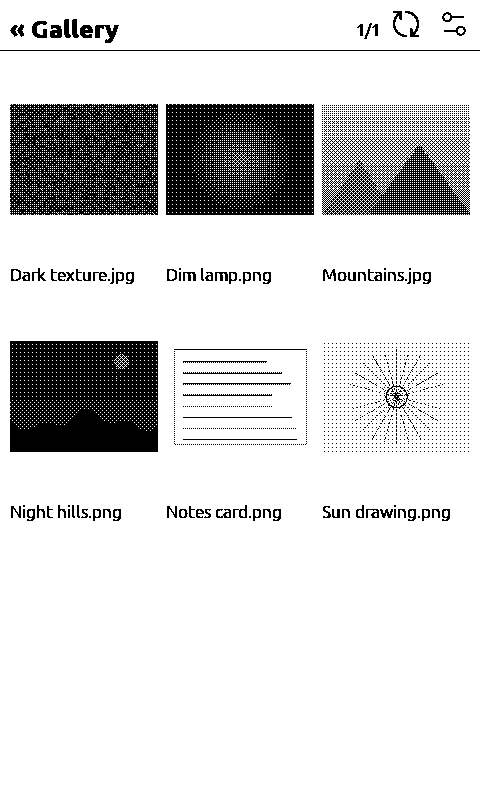 « Gallery
1/1
Dark texture.jpg
Dim lamp.png
Mountains.jpg
Night hills.png
Notes card.png
Sun drawing.png